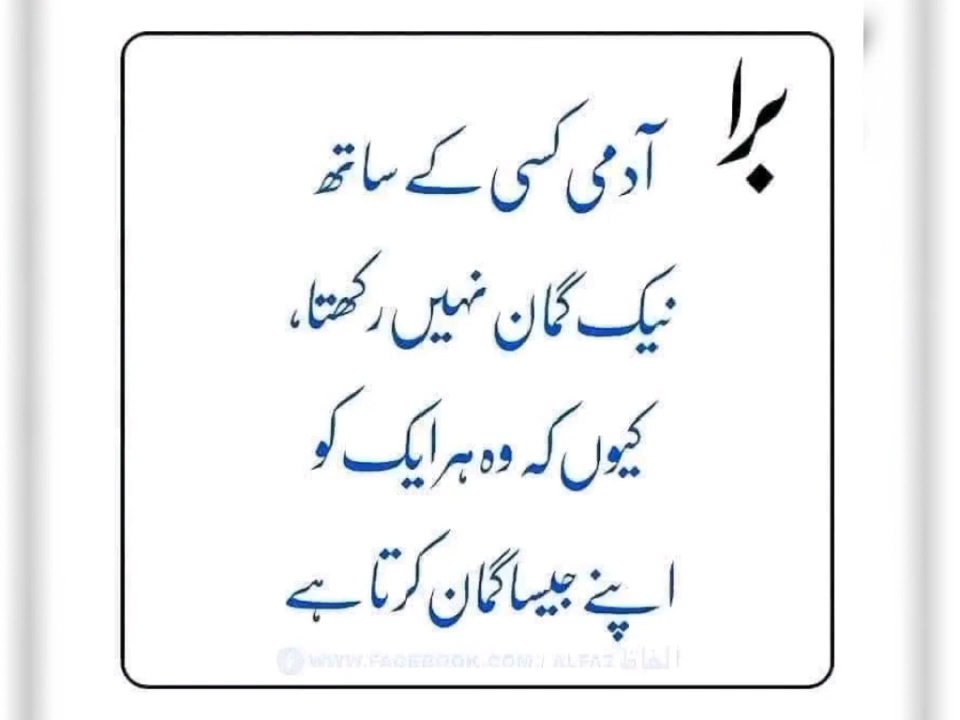 برا
آدمی کسی کے ساتھ
نیک گمان نہیں رکھتا،
کیوں کہ وہ ہر ایک کو
اپنے جیسا گمان کرتا ہے
WWW.FACEBOOK.COM / ALFAZ الفاظ